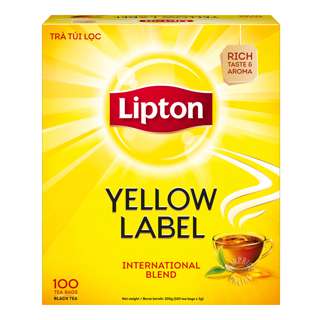 TRÀ TÚI LỌC
RICH
TASTE &
AROMA
Lipton
YELLOW
LABEL
INTERNATIONAL
BLEND
100
TEA BAGS
BLACK TEA